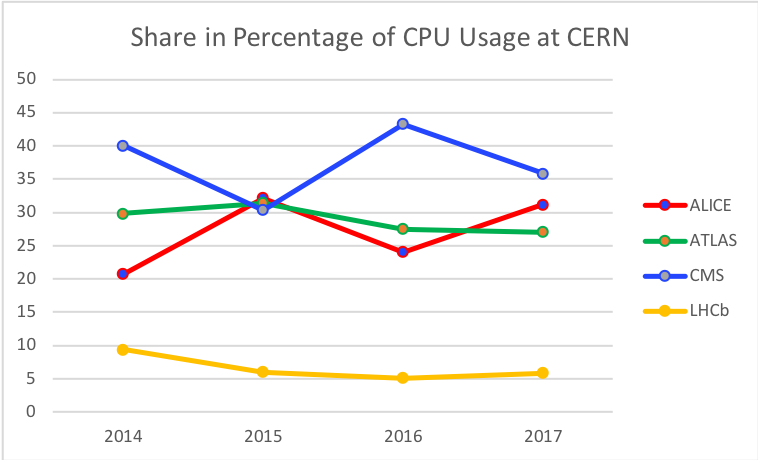 Share in Percentage of CPU Usage at CERN
50
45
40
35
30
25
20
15
10
5
0
2014 2015 2016 2017
ALICE
ATLAS
CMS
LHCb